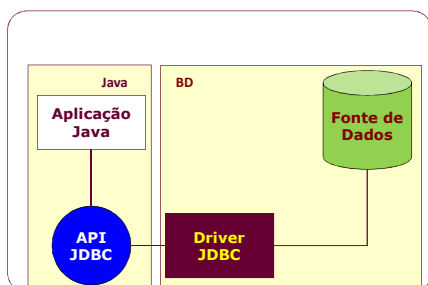 Java
BD
Aplicação
Java
Fonte de
Dados
API
JDBC
Driver
JDBC